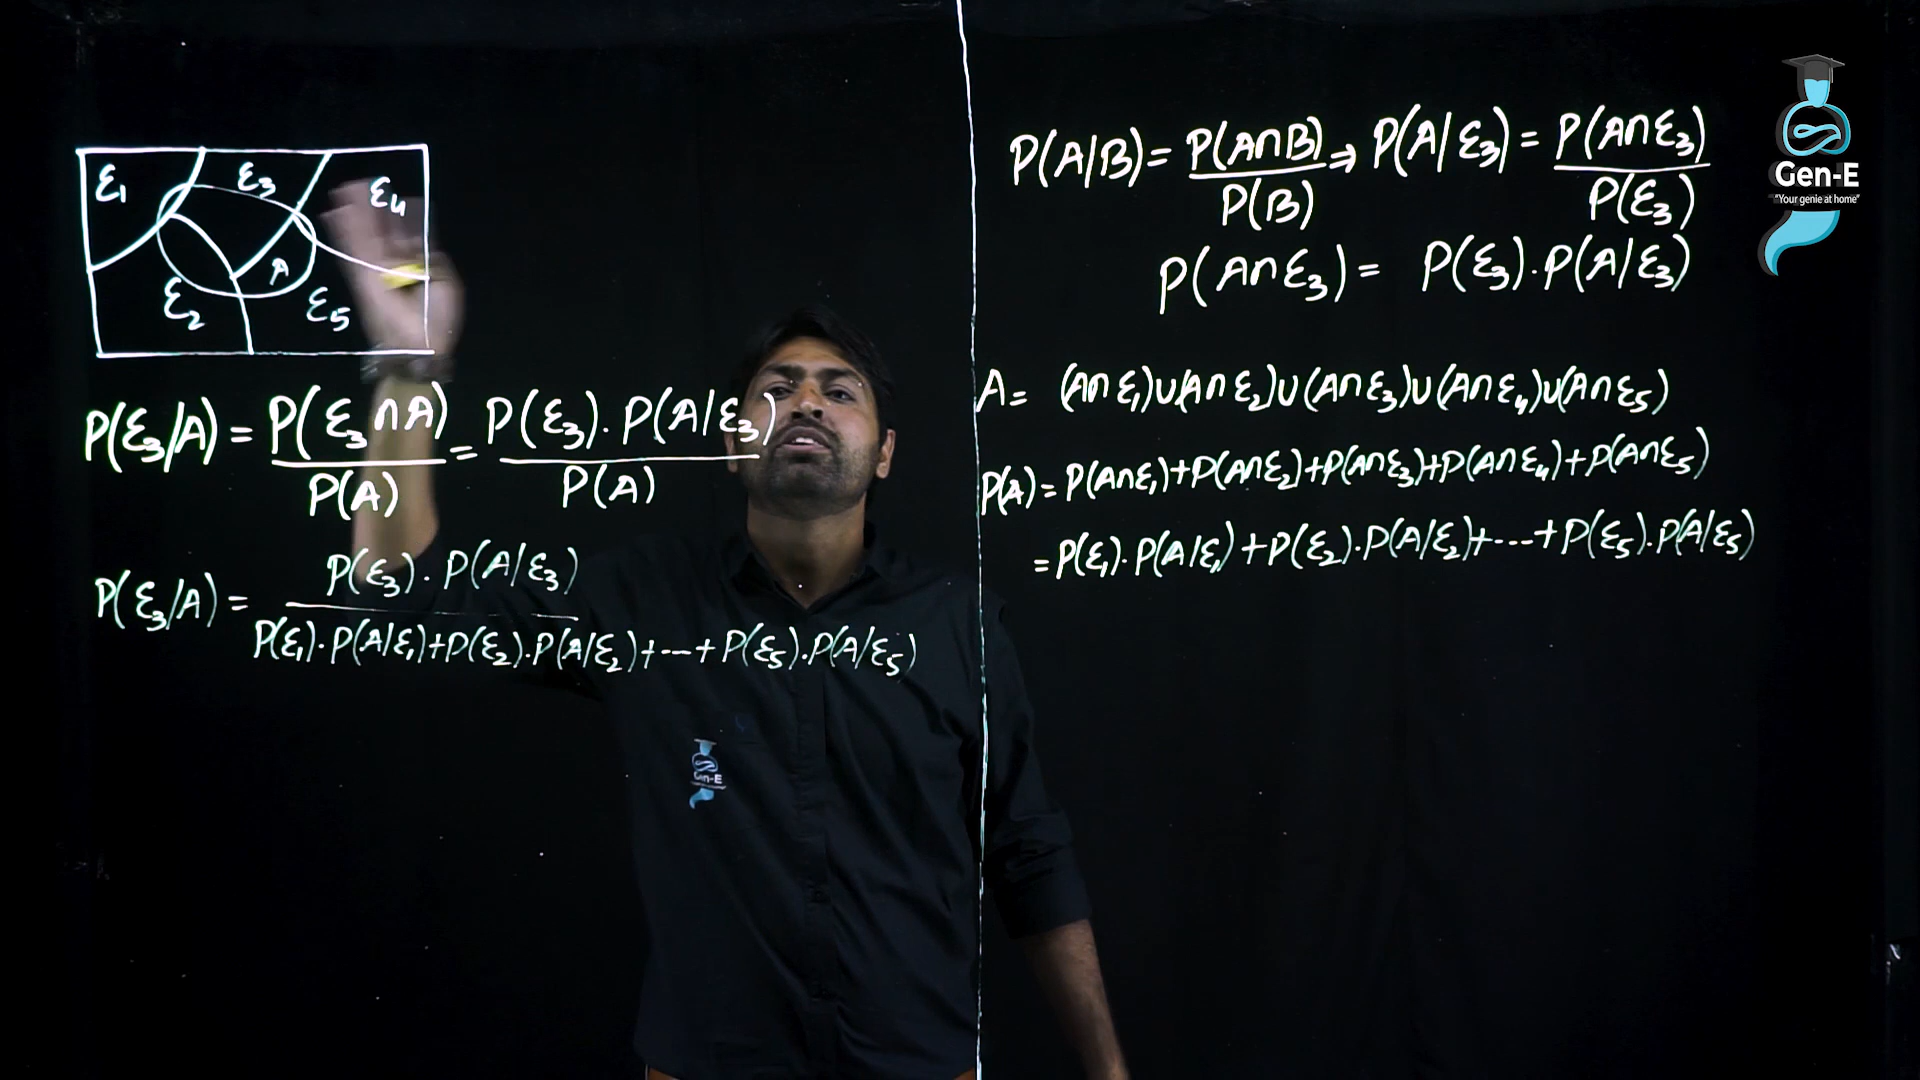 ε1 ε3 ε4
A
ε2 ε5
P(ε3/A) = P(ε3∩A)/P(A) = P(ε3).P(A/ε3)/P(A)
P(ε3/A) = P(ε3).P(A/ε3)/P(ε1).P(A/ε1)+P(ε2).P(A/ε2)+---+P(ε5).P(A/ε5)
P(A/B)= P(A∩B)/P(B) ⇒ P(A/ε3) = P(A∩ε3)/P(ε3)
P(A∩ε3) = P(ε3).P(A/ε3)
A= (A∩ε1)∪(A∩ε2)∪(A∩ε3)∪(A∩ε4)∪(A∩ε5)
P(A)=P(A∩ε1)+P(A∩ε2)+P(A∩ε3)+P(A∩ε4)+P(A∩ε5)
=P(ε1).P(A/ε1)+P(ε2).P(A/ε2)+---+P(ε5).P(A/ε5)
Gen-E
"Your genie at home"
Gen-E